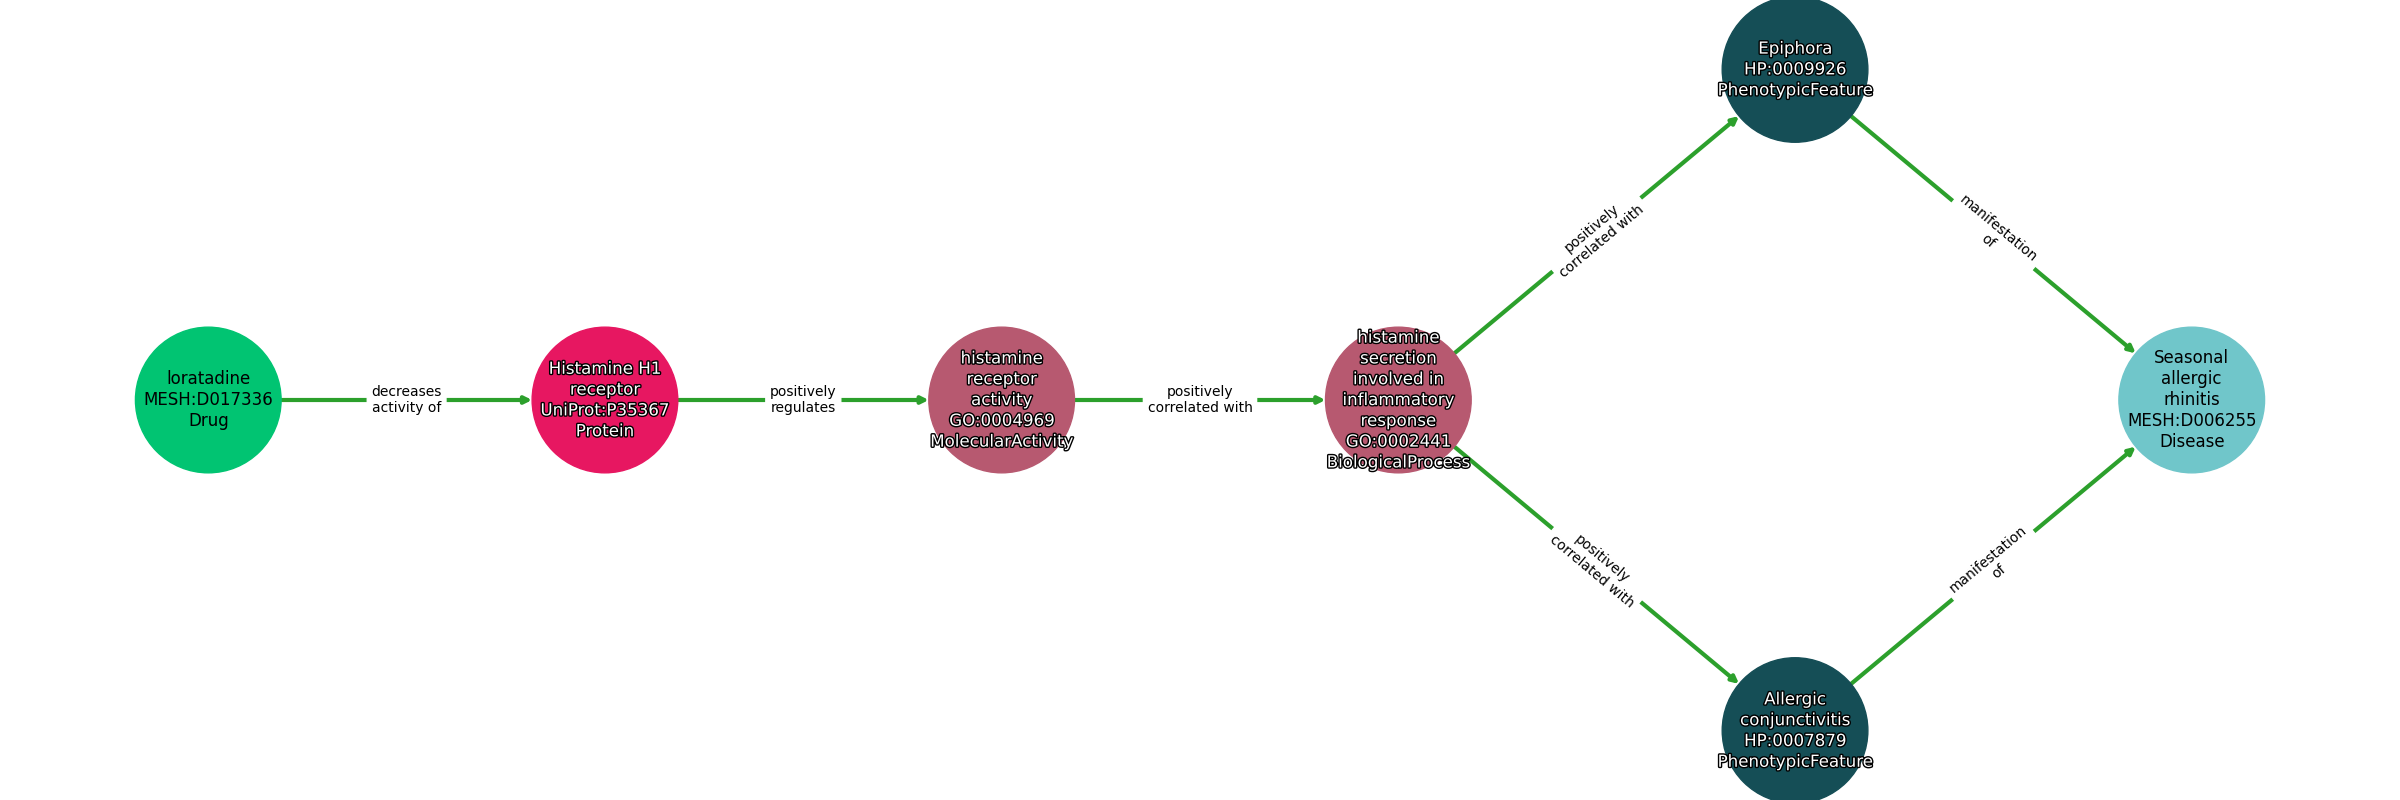 Epiphora
HP:0009926
PhenotypicFeature
manifestation
of
positively
correlated with
loratadine
MESH:D017336
Drug
decreases
activity of
Histamine H1
receptor
UniProt:P35367
Protein
positively
regulates
histamine
receptor
activity
GO:0004969
MolecularActivity
positively
correlated with
histamine
secretion
involved in
inflammatory
response
GO:0002441
BiologicalProcess
Seasonal
allergic
rhinitis
MESH:D006255
Disease
positively
correlated with
manifestation
of
Allergic
conjunctivitis
HP:0007879
PhenotypicFeature